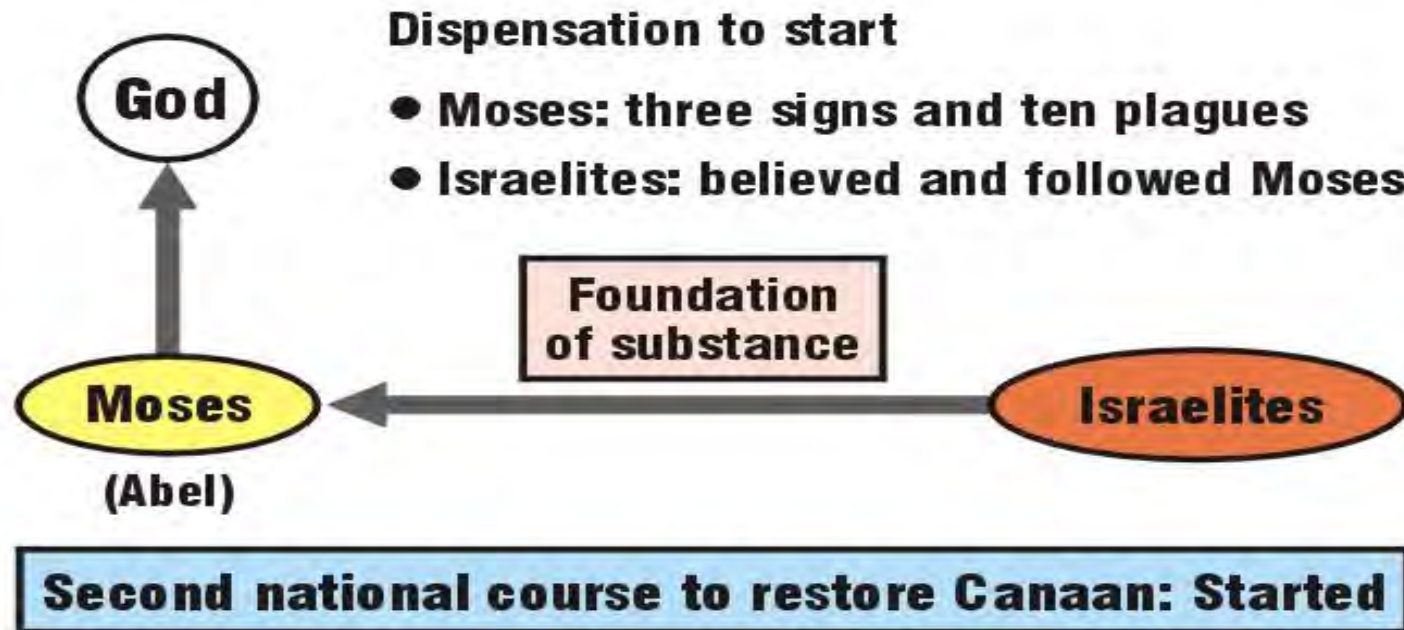 Dispensation to start
God
● Moses: three signs and ten plagues
● Israelites: believed and followed Moses
Foundation
of substance
Moses
Israelites
(Abel)
Second national course to restore Canaan: Started